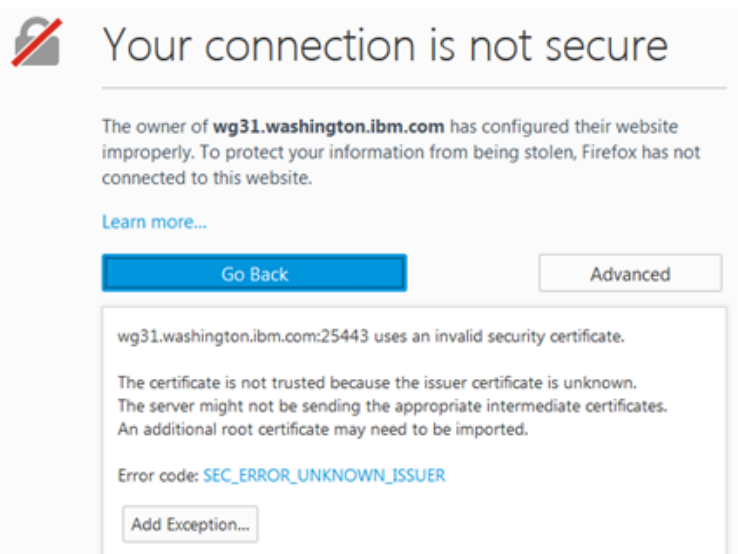 Your connection is not secure
The owner of wg31.washington.ibm.com has configured their website
improperly. To protect your information from being stolen, Firefox has not
connected to this website.
Learn more...
Go Back
Advanced
wg31.washington.ibm.com:25443 uses an invalid security certificate.
The certificate is not trusted because the issuer certificate is unknown.
The server might not be sending the appropriate intermediate certificates.
An additional root certificate may need to be imported.
Error code: SEC_ERROR_UNKNOWN_ISSUER
Add Exception...